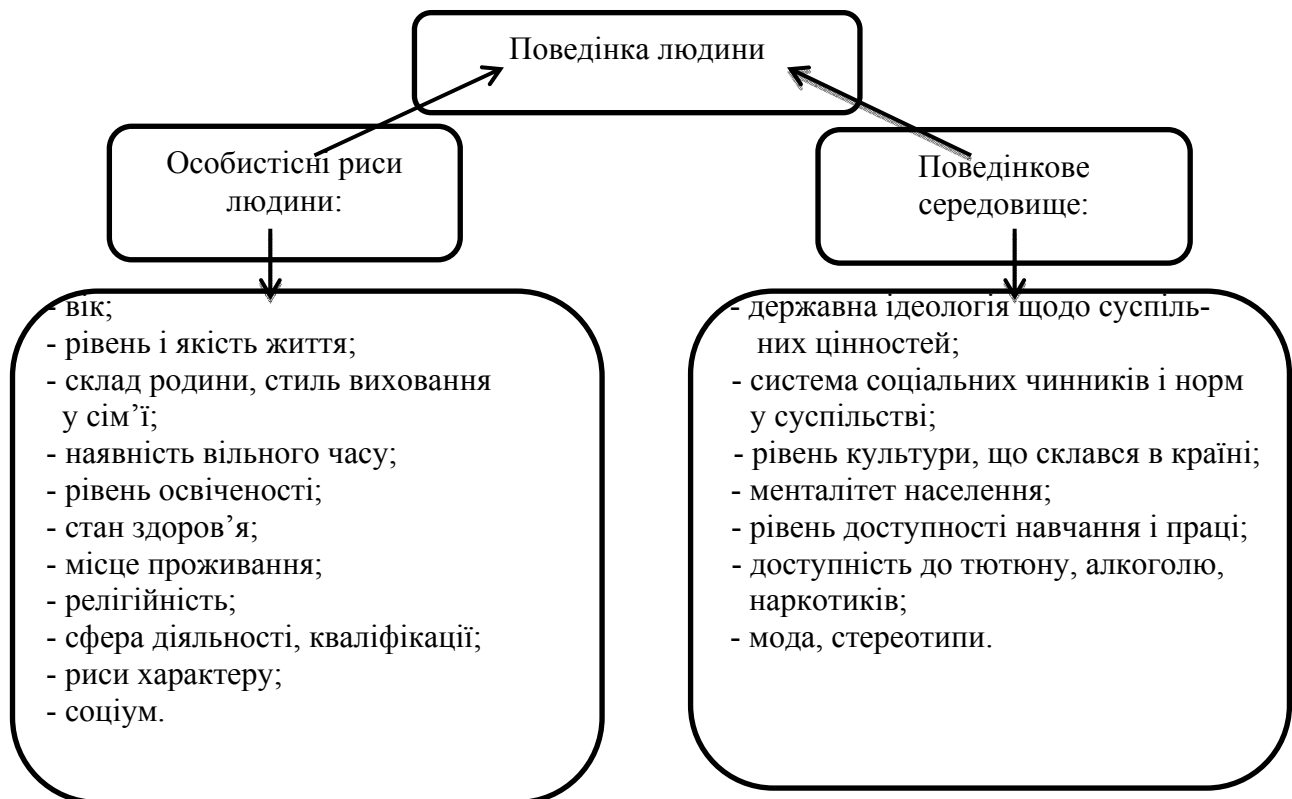 Поведінка людини
Особистісні риси
людини:
Поведінкове
середовище:
- вік;
- рівень і якість життя;
- склад родини, стиль виховання
у сім’ї;
- наявність вільного часу;
- рівень освіченості;
- стан здоров’я;
- місце проживання;
- релігійність;
- сфера діяльності, кваліфікації;
- риси характеру;
- соціум.
- державна ідеологія щодо суспіль-
них цінностей;
- система соціальних чинників і норм
у суспільстві;
- рівень культури, що склався в країні;
- менталітет населення;
- рівень доступності навчання і праці;
- доступність до тютюну, алкоголю,
наркотиків;
- мода, стереотипи.